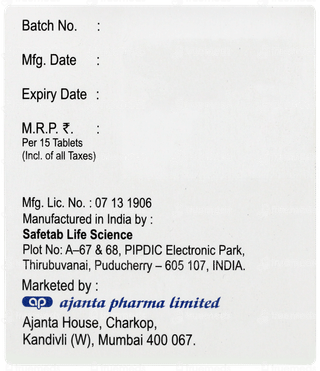 Batch No. :
Mfg. Date :
Expiry Date :
M.R.P. ₹. :
Per 15 Tablets
(Incl. of all Taxes)
Mfg. Lic. No. : 07 13 1906
Manufactured in India by :
Safetab Life Science
Plot No: A–67 & 68, PIPDIC Electronic Park,
Thirubuvanai, Puducherry – 605 107, INDIA.
Marketed by :
ap ajanta pharma limited
Ajanta House, Charkop,
Kandivli (W), Mumbai 400 067.